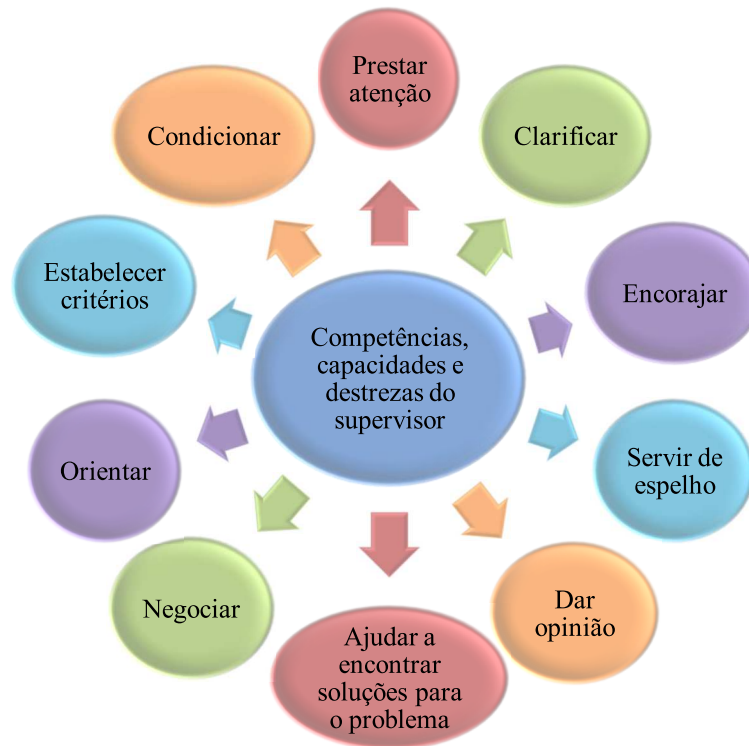 Prestar
atenção
Clarificar
Encorajar
Servir de
espelho
Dar
opinião
Ajudar a
encontrar
soluções para
o problema
Negociar
Orientar
Estabelecer
critérios
Condicionar
Competências,
capacidades e
destrezas do
supervisor